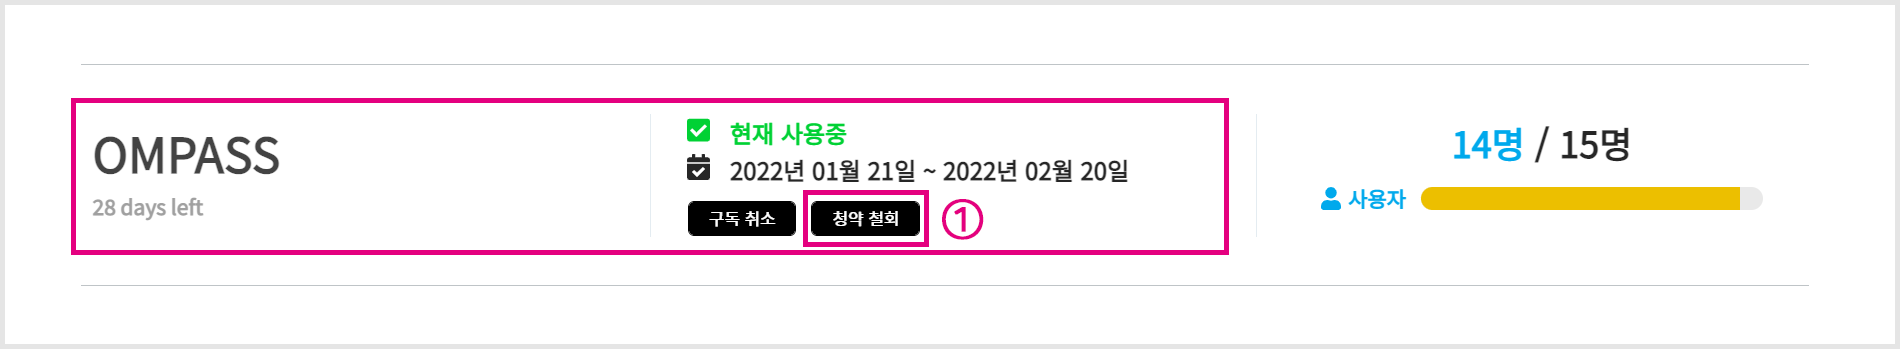 OMPASS
28 days left
현재 사용중
2022년 01월 21일 ~ 2022년 02월 20일
구독 취소
청약 철회
①
14명 / 15명
사용자